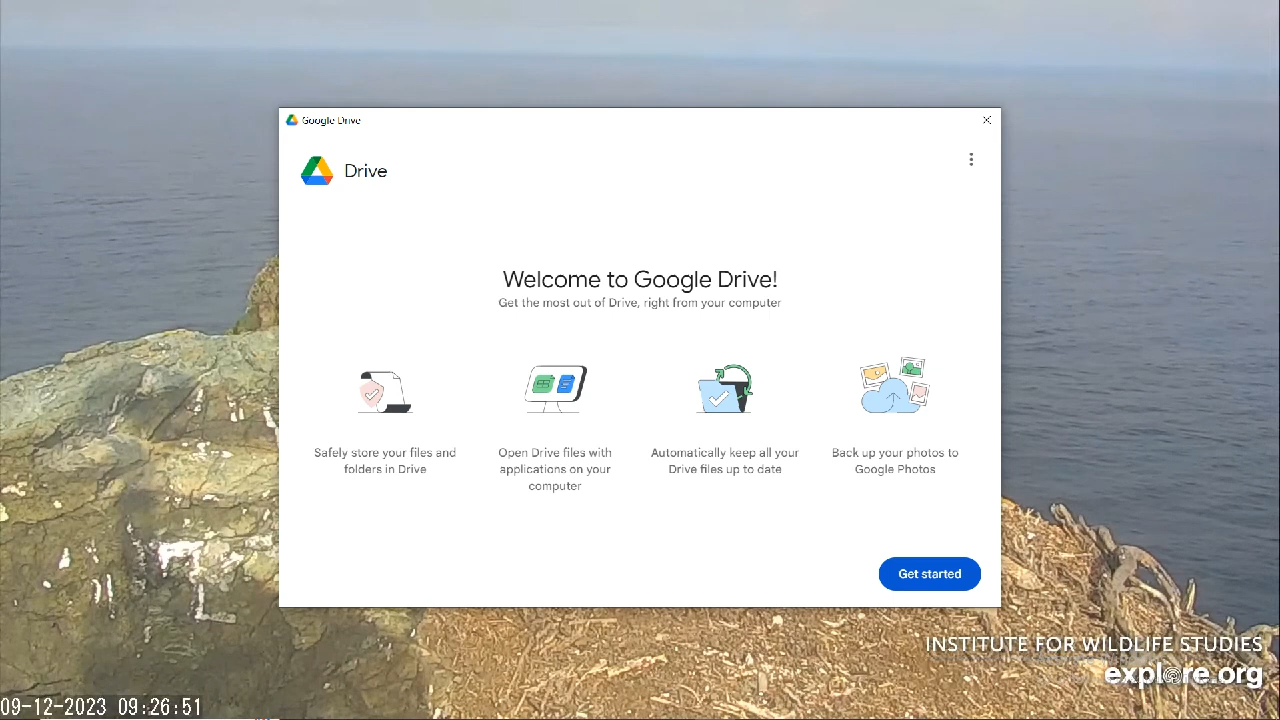 Google Drive
Drive
Welcome to Google Drive!
Get the most out of Drive, right from your computer
Safely store your files and
folders in Drive
Open Drive files with
applications on your
computer
Automatically keep all your
Drive files up to date
Back up your photos to
Google Photos
Get started
INSTITUTE FOR WILDLIFE STUDIES
explore.org
09-12-2023 09:26:51